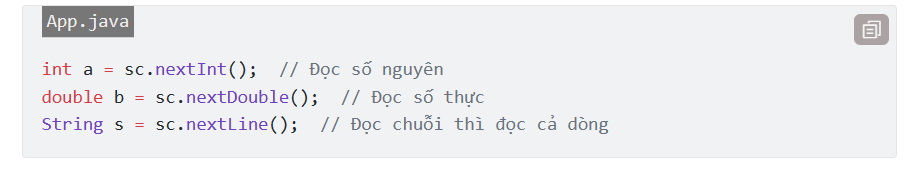 App.java
int a = sc.nextInt();  // Đọc số nguyên
double b = sc.nextDouble();  // Đọc số thực
String s = sc.nextLine();  // Đọc chuỗi thì đọc cả dòng